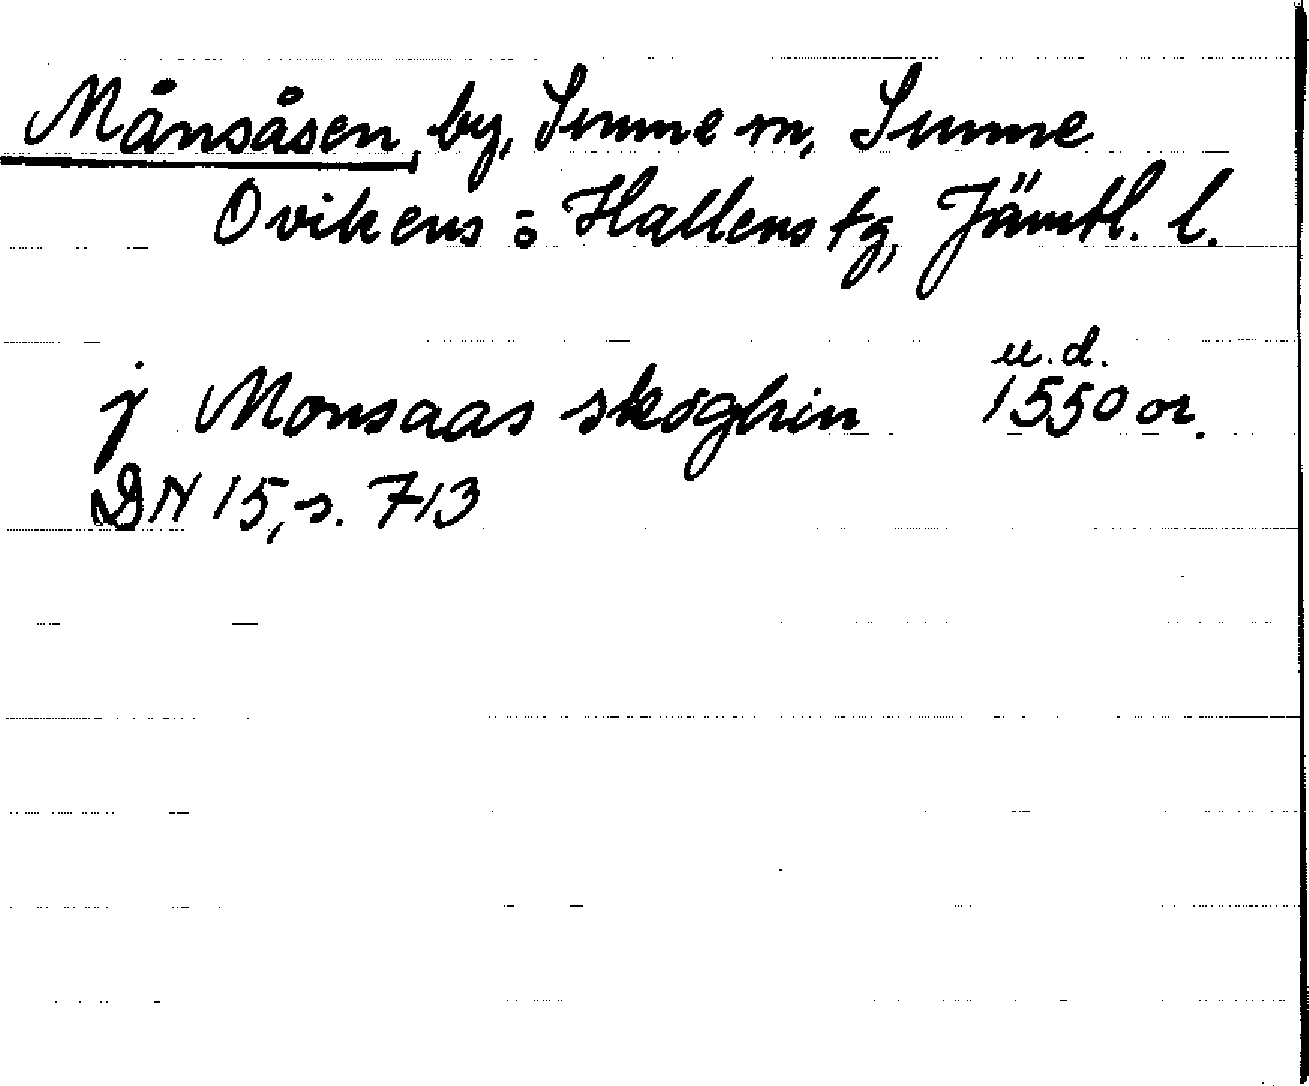 Månsåsen, by, Sunne sn, Sunne
Ovikens o Hallens tg, Jämtl. l.
u.d.
j Monsaas skoghin 1550 or.
DN 15, s. 713